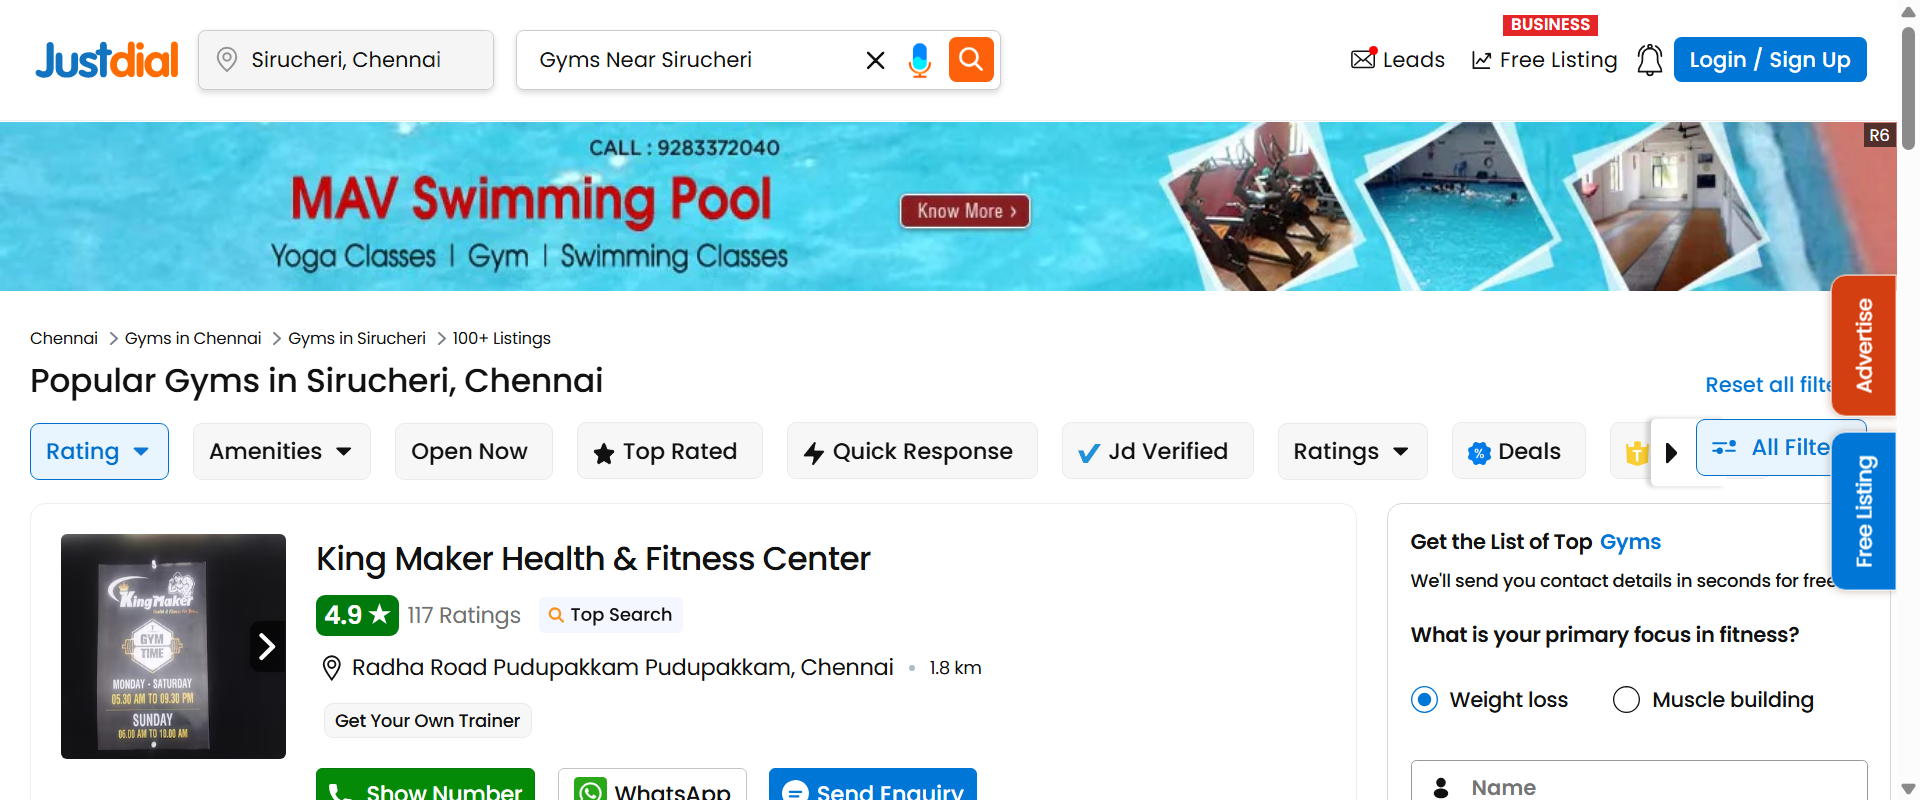 Justdial
Sirucheri, Chennai
Gyms Near Sirucheri
Leads
BUSINESS
Free Listing
Login / Sign Up
CALL : 9283372040
MAV Swimming Pool
Yoga Classes | Gym | Swimming Classes
Know More ›
R6
Advertise
Free Listing
Chennai > Gyms in Chennai > Gyms in Sirucheri > 100+ Listings
Popular Gyms in Sirucheri, Chennai
Reset all filte
Rating
Amenities
Open Now
Top Rated
Quick Response
Jd Verified
Ratings
Deals
All Filte
King Maker
GYM
TIME
MONDAY - SATURDAY
05.30 AM TO 09.30 PM
SUNDAY
06.00 AM TO 10.00 AM
King Maker Health & Fitness Center
4.9 ★ 117 Ratings
Top Search
Radha Road Pudupakkam Pudupakkam, Chennai • 1.8 km
Get Your Own Trainer
Show Number
WhatsApp
Send Enquiry
Get the List of Top Gyms
We'll send you contact details in seconds for free
What is your primary focus in fitness?
Weight loss
Muscle building
Name